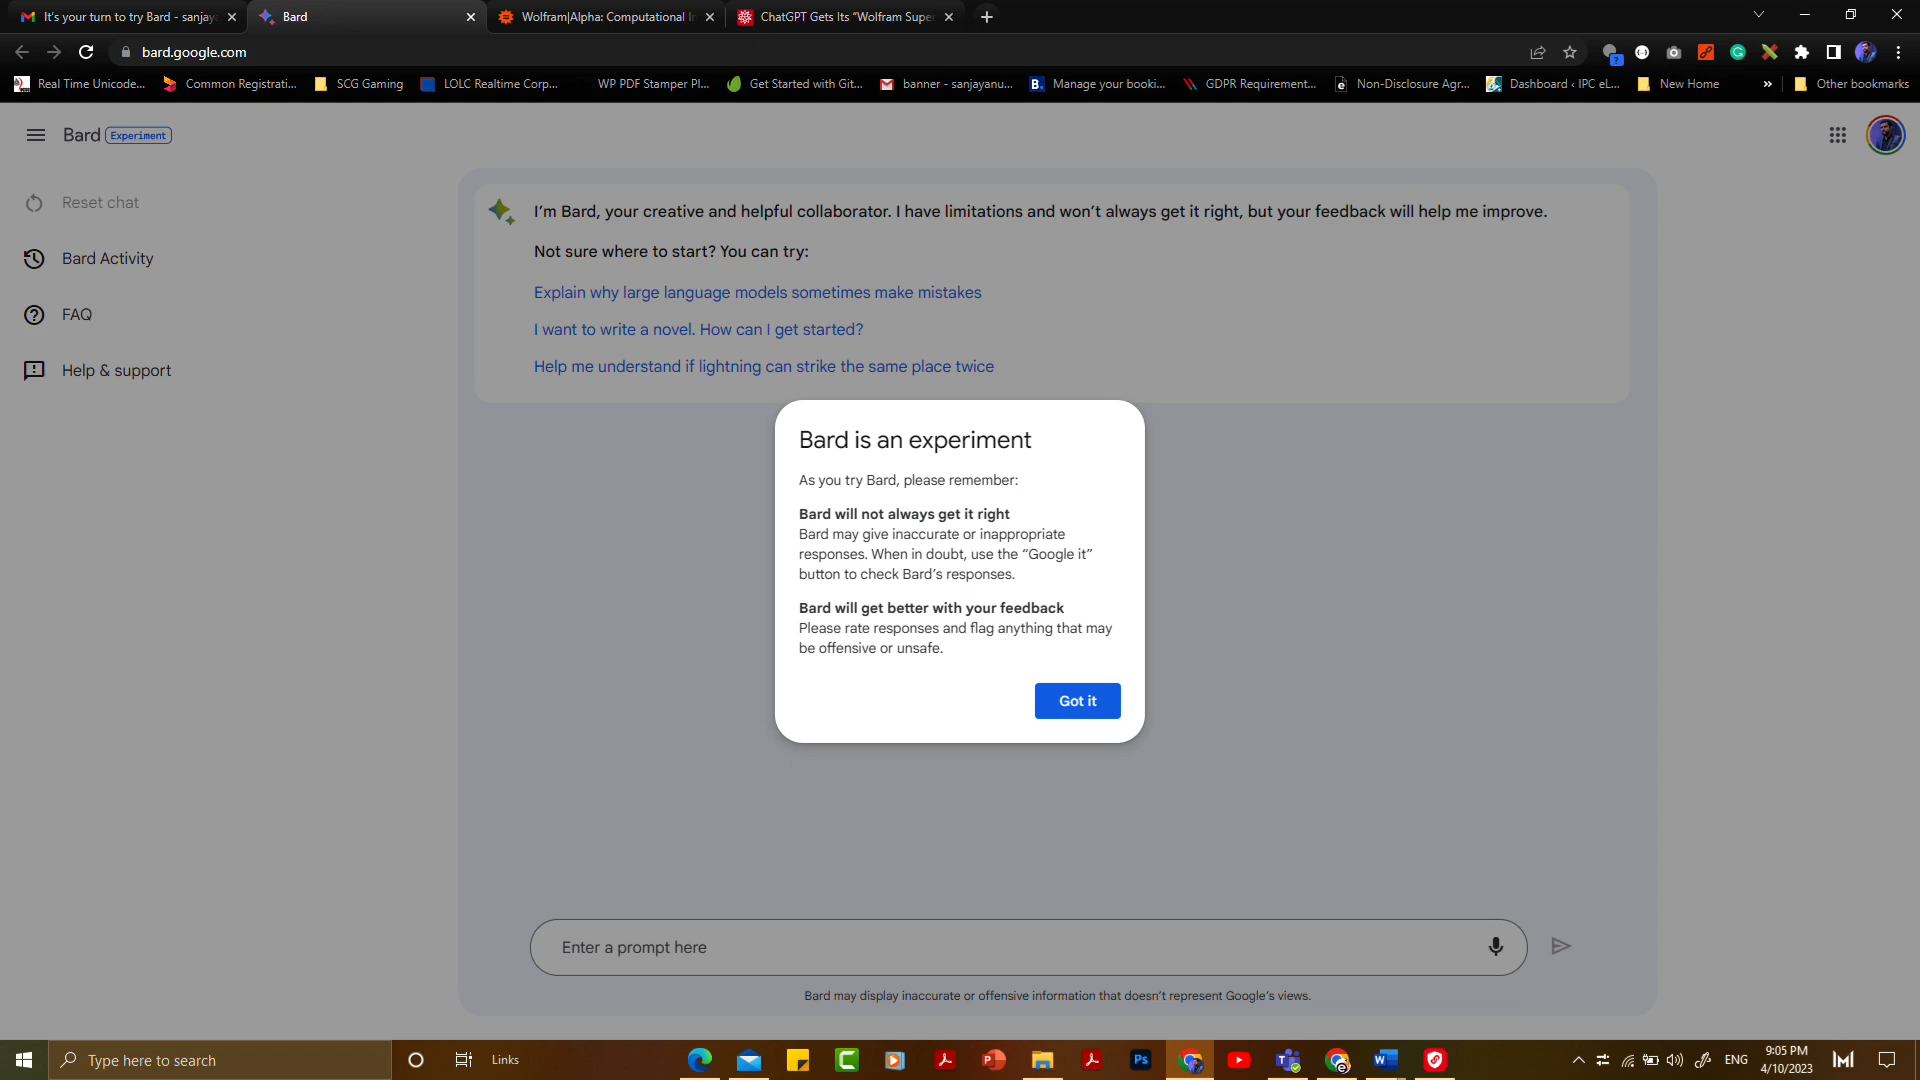 It's your turn to try Bard - sanjaya
Bard
Wolfram|Alpha: Computational In
ChatGPT Gets Its "Wolfram Super
bard.google.com
Real Time Unicode...
Common Registrati...
SCG Gaming
LOLC Realtime Corp...
WP PDF Stamper Pl...
Get Started with Git...
banner - sanjayanu...
B.
Manage your booki...
GDPR Requirement...
Non-Disclosure Agr...
Dashboard ‹ IPC eL...
New Home
»
Other bookmarks
Bard Experiment
Reset chat
Bard Activity
FAQ
Help & support
I'm Bard, your creative and helpful collaborator. I have limitations and won't always get it right, but your feedback will help me improve.
Not sure where to start? You can try:
Explain why large language models sometimes make mistakes
I want to write a novel. How can I get started?
Help me understand if lightning can strike the same place twice
Bard is an experiment
As you try Bard, please remember:
Bard will not always get it right
Bard may give inaccurate or inappropriate
responses. When in doubt, use the “Google it”
button to check Bard's responses.
Bard will get better with your feedback
Please rate responses and flag anything that may
be offensive or unsafe.
Got it
Enter a prompt here
Bard may display inaccurate or offensive information that doesn't represent Google's views.
Type here to search
Links
Ps
ENG
9:05 PM
4/10/2023